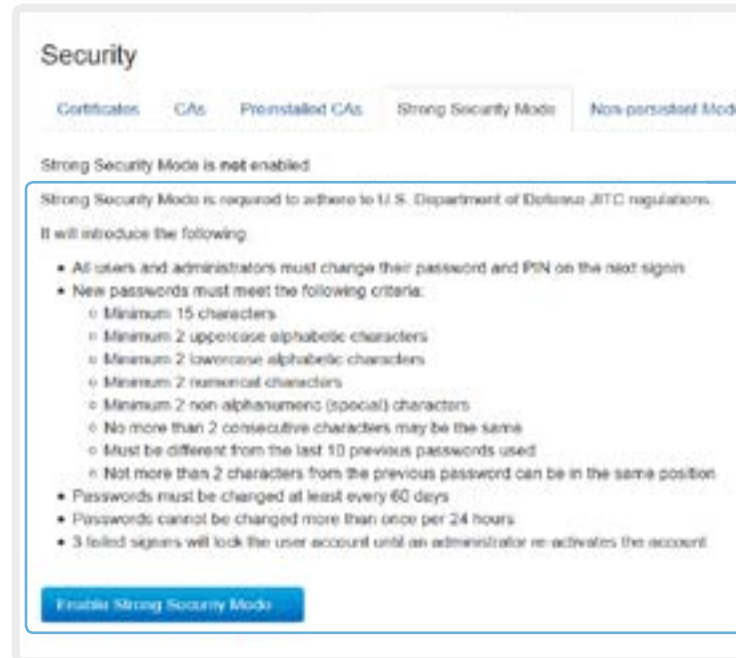 Security
Certificates CAs Preinstalled CAs Strong Security Mode Non-persistent Mode
Strong Security Mode is not enabled
Strong Security Mode is required to adhere to U.S. Department of Defense JITC regulations.
It will introduce the following:
• All users and administrators must change their password and PIN on the next signin
• New passwords must meet the following criteria:
○ Minimum 15 characters
○ Minimum 2 uppercase alphabetic characters
○ Minimum 2 lowercase alphabetic characters
○ Minimum 2 numerical characters
○ Minimum 2 non-alphanumeric (special) characters
○ No more than 2 consecutive characters may be the same
○ Must be different from the last 10 previous passwords used
○ Not more than 2 characters from the previous password can be in the same position
• Passwords must be changed at least every 60 days
• Passwords cannot be changed more than once per 24 hours
• 3 failed signins will lock the user account until an administrator re-activates the account
Enable Strong Security Mode